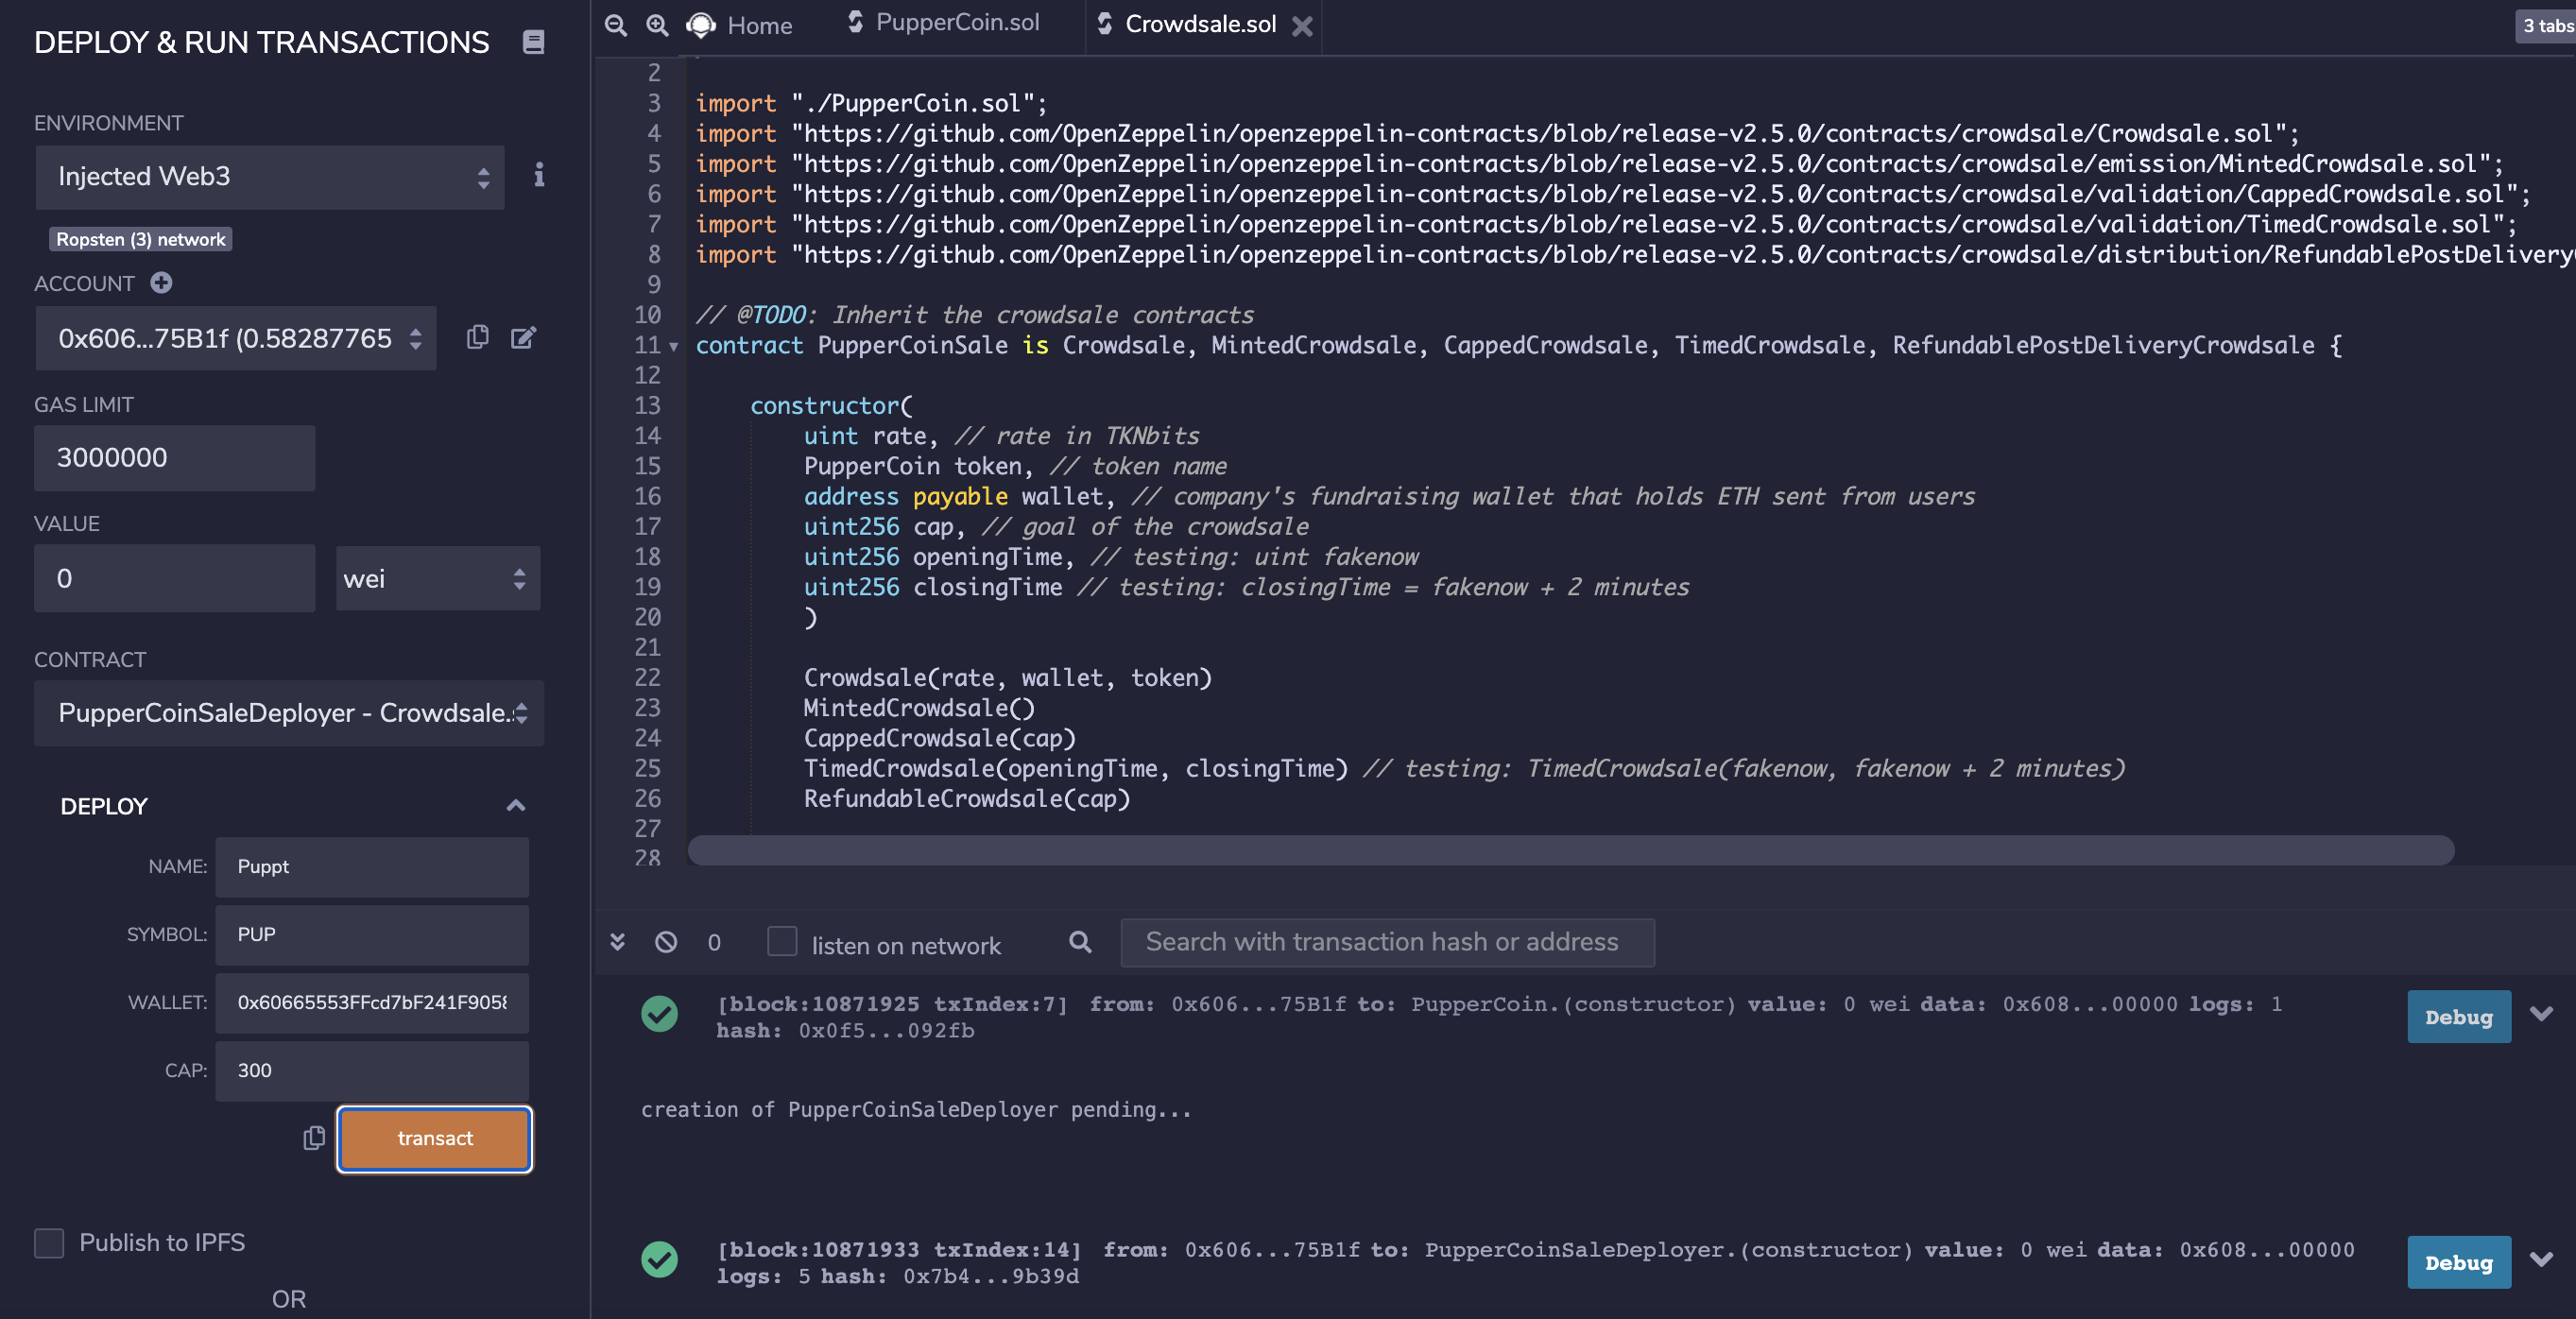 DEPLOY & RUN TRANSACTIONS
ENVIRONMENT
Injected Web3
Ropsten (3) network
ACCOUNT
0x606...75B1f (0.58287765
GAS LIMIT
3000000
VALUE
0
wei
CONTRACT
PupperCoinSaleDeployer - Crowdsale.
DEPLOY
NAME: Puppt
SYMBOL: PUP
WALLET: 0x60665553FFcd7bF241F905
CAP: 300
transact
Publish to IPFS
OR
Home
PupperCoin.sol
Crowdsale.sol
3 tabs
2
3 import "./PupperCoin.sol";
4 import "https://github.com/OpenZeppelin/openzeppelin-contracts/blob/release-v2.5.0/contracts/crowdsale/Crowdsale.sol";
5 import "https://github.com/OpenZeppelin/openzeppelin-contracts/blob/release-v2.5.0/contracts/crowdsale/emission/MintedCrowdsale.sol";
6 import "https://github.com/OpenZeppelin/openzeppelin-contracts/blob/release-v2.5.0/contracts/crowdsale/validation/CappedCrowdsale.sol";
7 import "https://github.com/OpenZeppelin/openzeppelin-contracts/blob/release-v2.5.0/contracts/crowdsale/validation/TimedCrowdsale.sol";
8 import "https://github.com/OpenZeppelin/openzeppelin-contracts/blob/release-v2.5.0/contracts/crowdsale/distribution/RefundablePostDelivery
9
10 // @TODO: Inherit the crowdsale contracts
11 contract PupperCoinSale is Crowdsale, MintedCrowdsale, CappedCrowdsale, TimedCrowdsale, RefundablePostDeliveryCrowdsale {
12
13 constructor(
14 uint rate, // rate in TKNbits
15 PupperCoin token, // token name
16 address payable wallet, // company's fundraising wallet that holds ETH sent from users
17 uint256 cap, // goal of the crowdsale
18 uint256 openingTime, // testing: uint fakenow
19 uint256 closingTime // testing: closingTime = fakenow + 2 minutes
20 )
21
22 Crowdsale(rate, wallet, token)
23 MintedCrowdsale()
24 CappedCrowdsale(cap)
25 TimedCrowdsale(openingTime, closingTime) // testing: TimedCrowdsale(fakenow, fakenow + 2 minutes)
26 RefundableCrowdsale(cap)
27
28
0
listen on network
Search with transaction hash or address
[block:10871925 txIndex:7] from: 0x606...75B1f to: PupperCoin.(constructor) value: 0 wei data: 0x608...00000 logs: 1
hash: 0x0f5...092fb
Debug
creation of PupperCoinSaleDeployer pending...
[block:10871933 txIndex:14] from: 0x606...75B1f to: PupperCoinSaleDeployer.(constructor) value: 0 wei data: 0x608...00000
logs: 5 hash: 0x7b4...9b39d
Debug